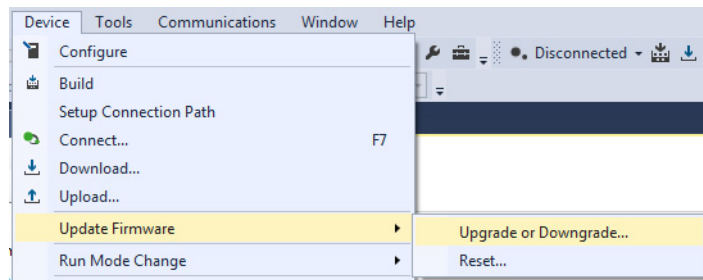 Device Tools Communications Window Help
Configure
Disconnected
Build
Setup Connection Path
Connect... F7
Download...
Upload...
Update Firmware
Upgrade or Downgrade...
Run Mode Change
Reset...